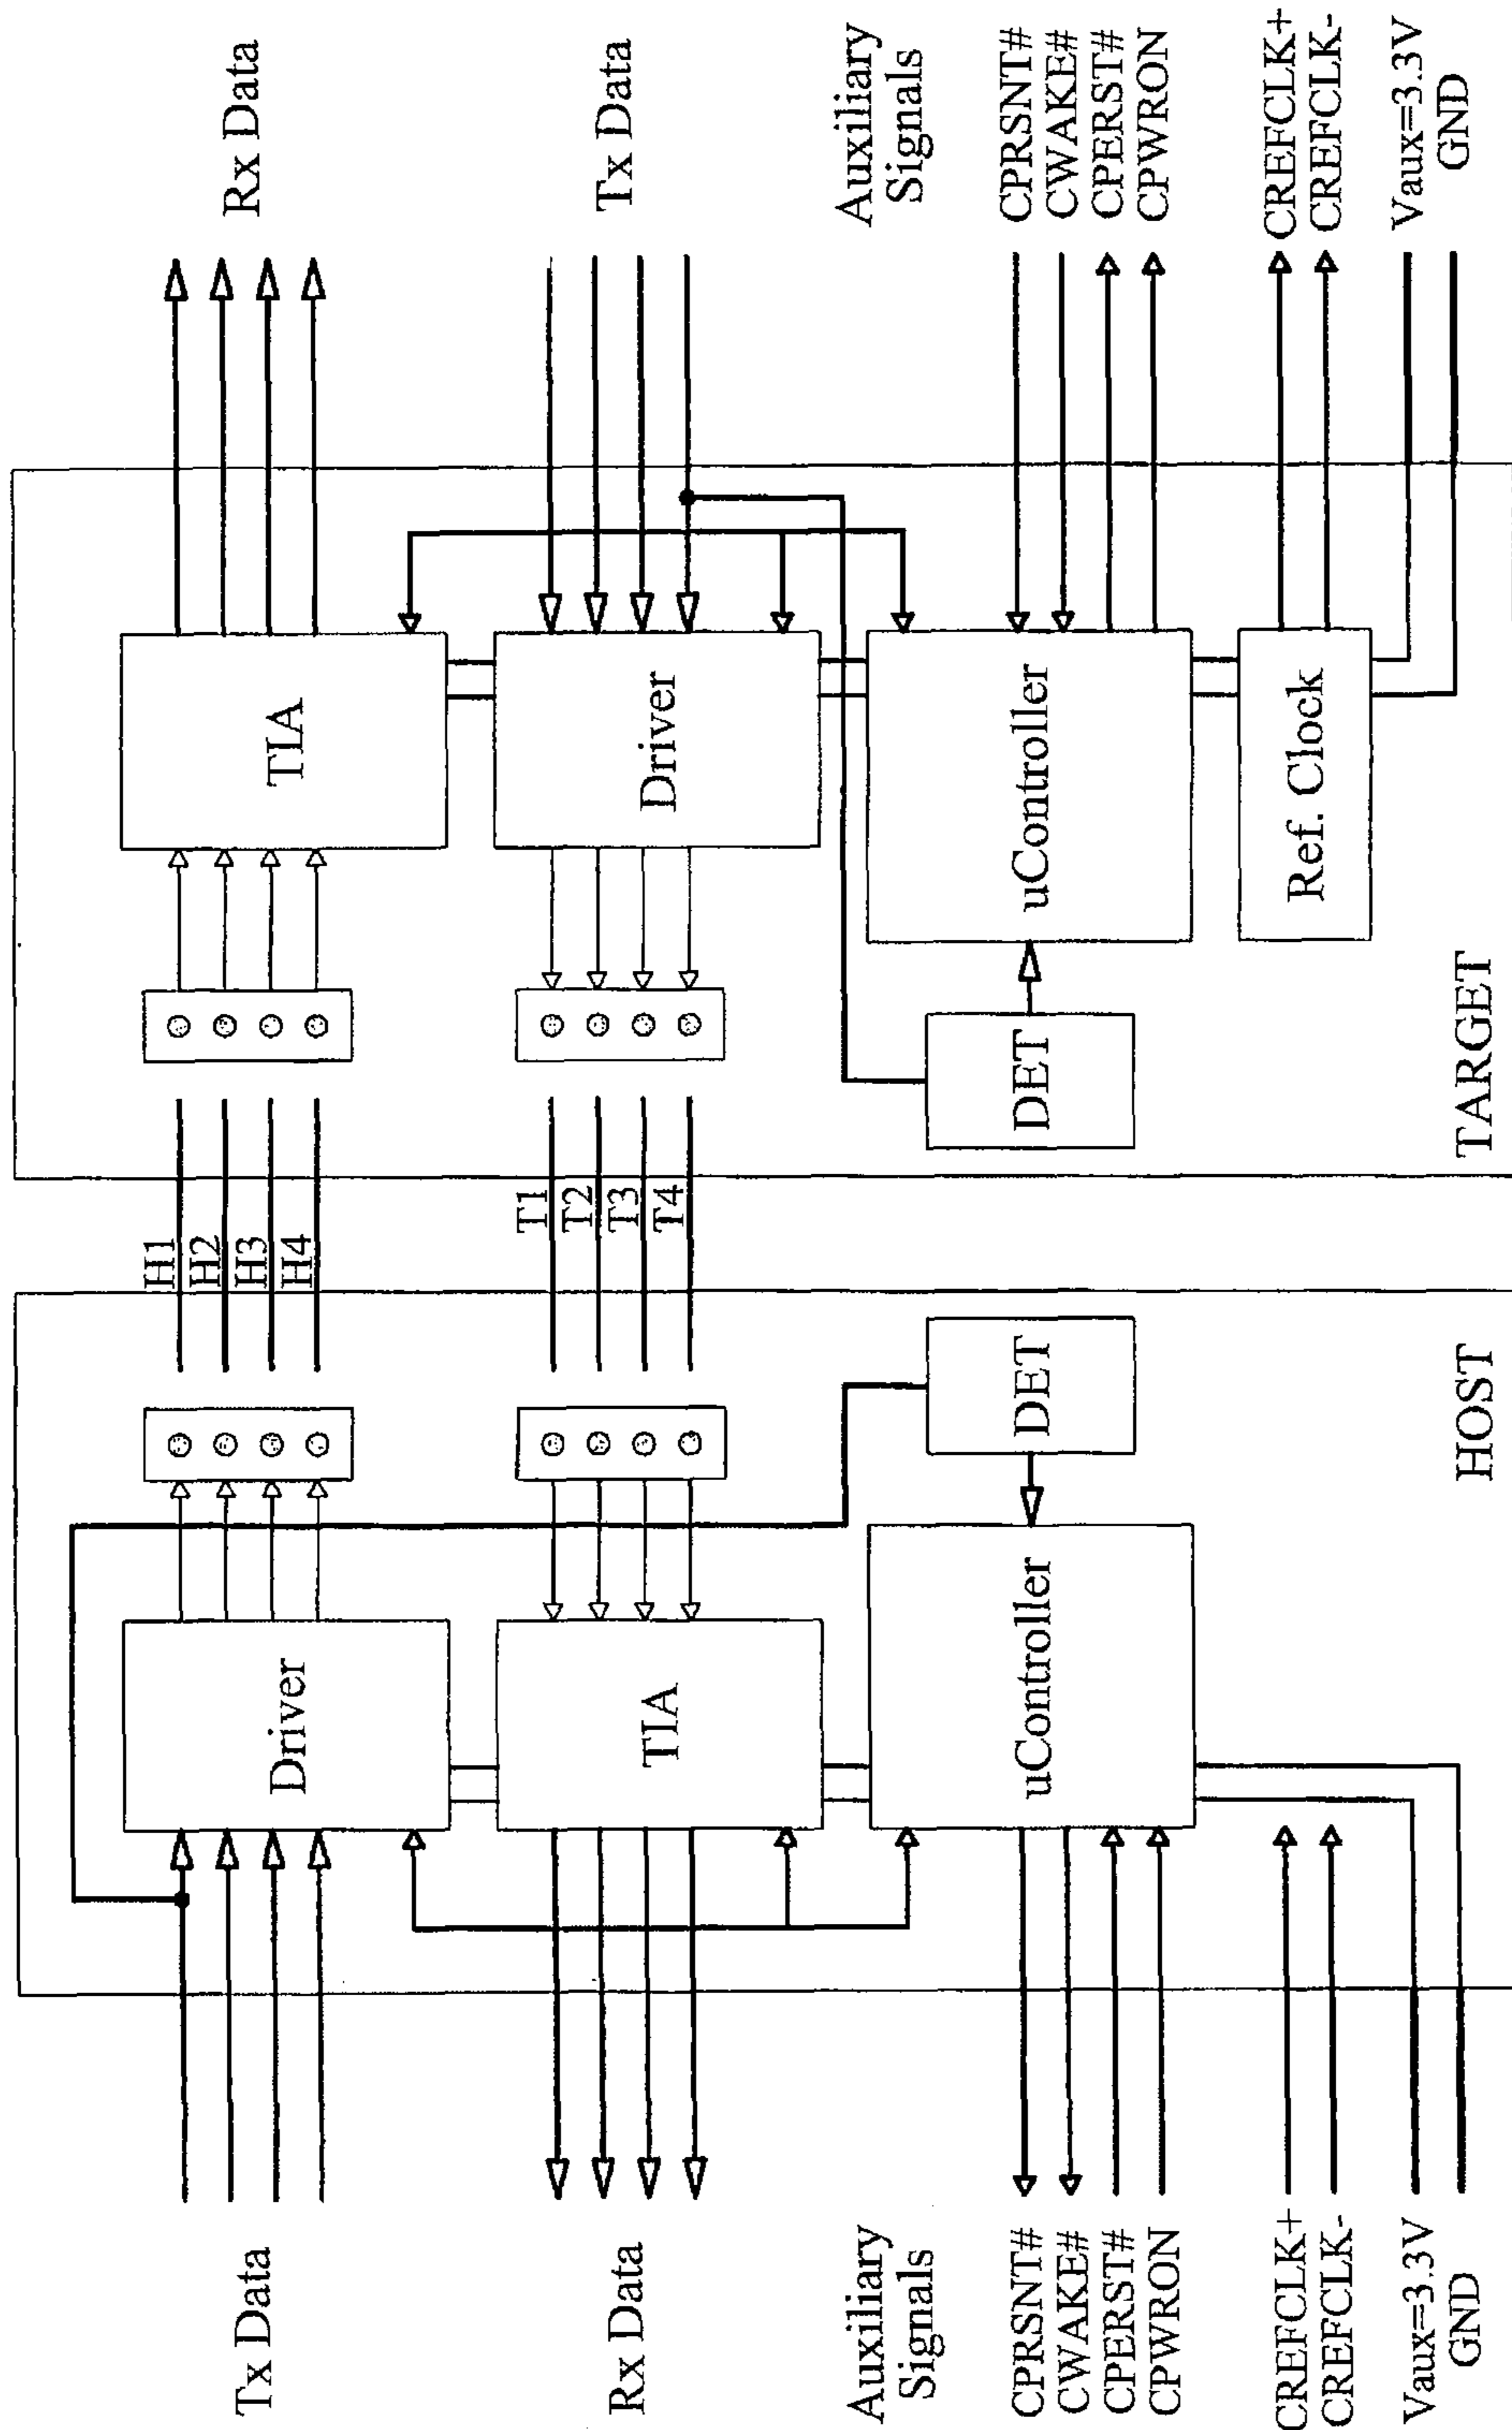 Tx Data
Rx Data
Auxiliary
Signals
CPRSNT#
CWAKE#
CPERST#
CPWRON
CREFCLK+
CREFCLK-
Vaux=3.3V
GND
Driver
TIA
uController
DET
HOST
H1
H2
H3
H4
T1
T2
T3
T4
TIA
Driver
DET
uController
Ref. Clock
TARGET
Rx Data
Tx Data
Auxiliary
Signals
CPRSNT#
CWAKE#
CPERST#
CPWRON
CREFCLK+
CREFCLK-
Vaux=3.3V
GND